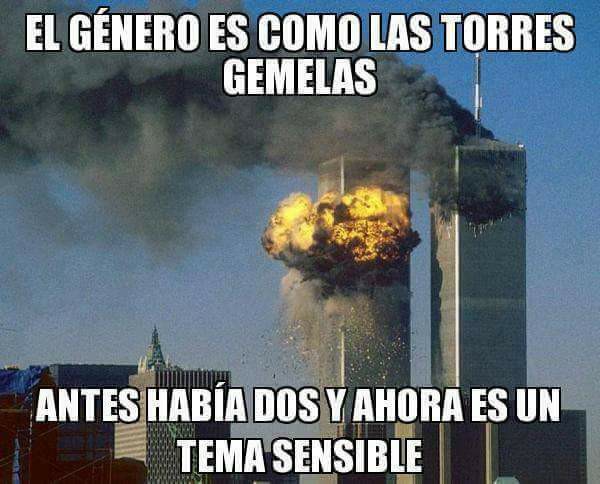 EL GÉNERO ES COMO LAS TORRES
GEMELAS
ANTES HABÍA DOS Y AHORA ES UN
TEMA SENSIBLE